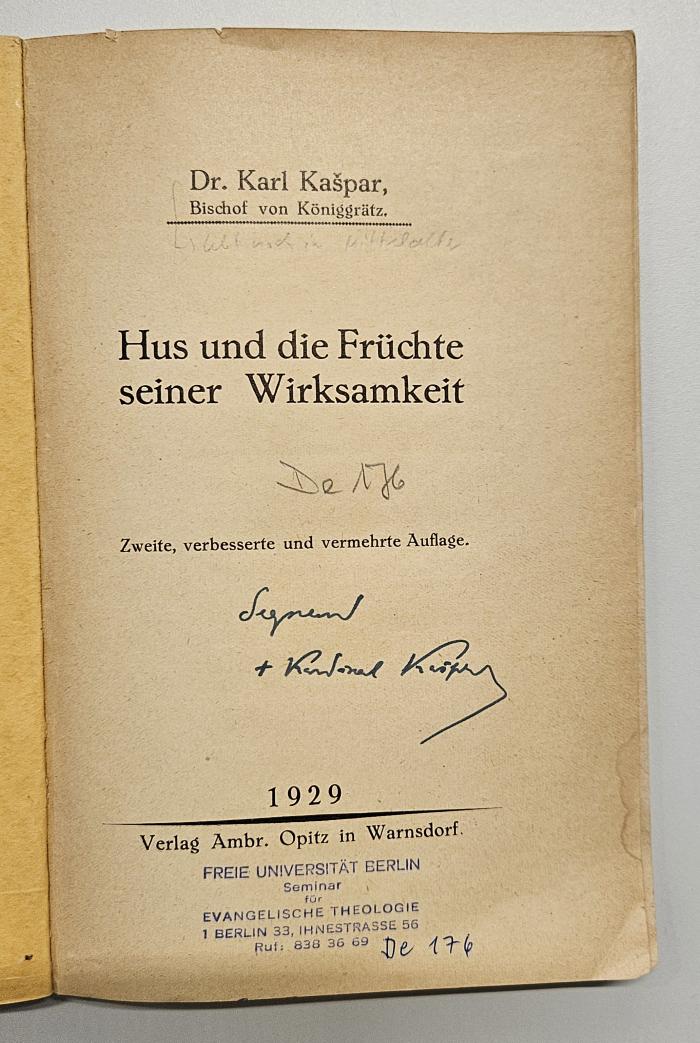 Dr. Karl Kašpar,
Bischof von Königgrätz.
Hus und die Früchte
seiner Wirksamkeit
De 176
Zweite, verbesserte und vermehrte Auflage.
Segnend
+ Kardinal Kašpar
1929
Verlag Ambr. Opitz in Warnsdorf.
FREIE UNIVERSITÄT BERLIN
Seminar
für
EVANGELISCHE THEOLOGIE
1 BERLIN 33, IHNESTRASSE 56
Ruf: 838 36 69 De 176